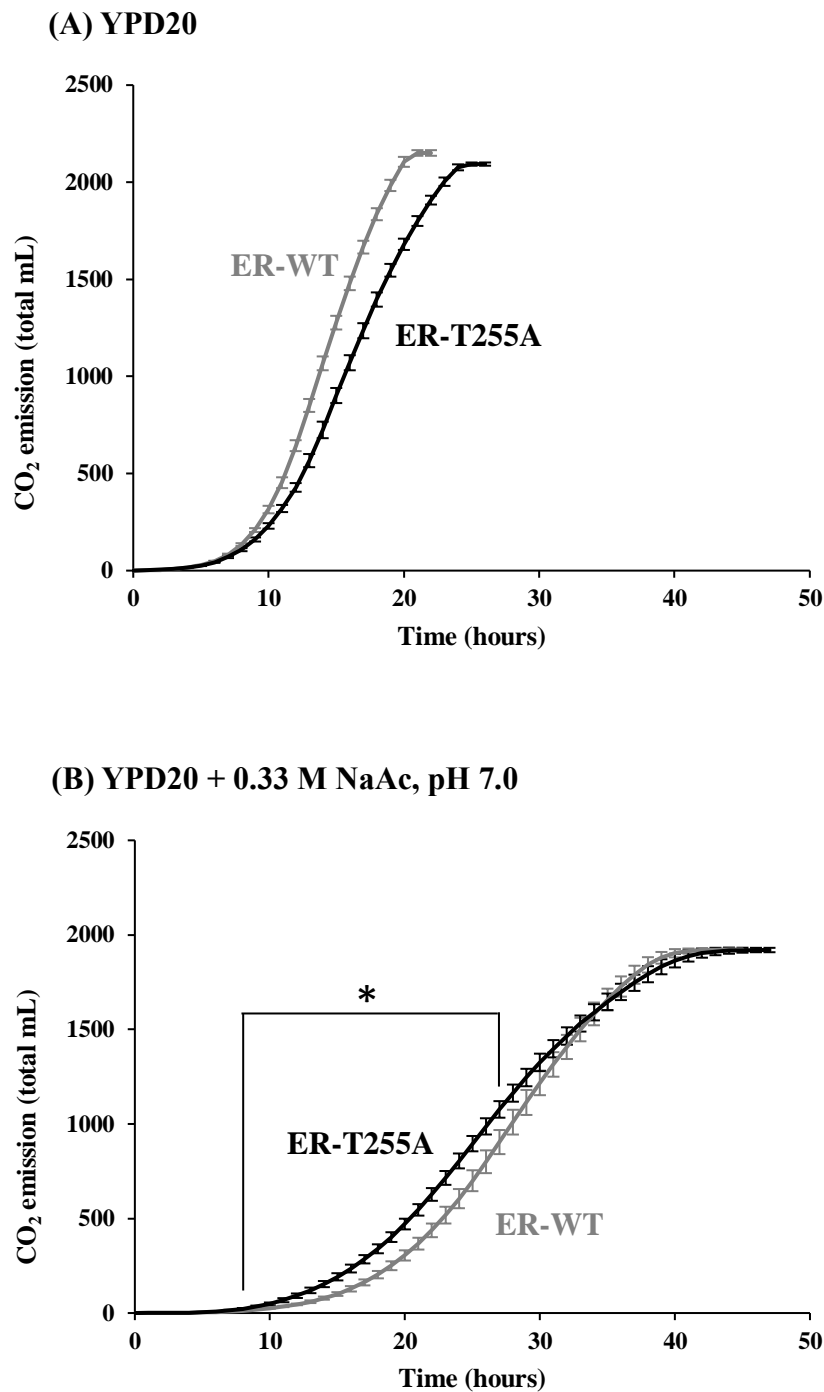 (A) YPD20
2500
2000
1500
1000
500
0
CO₂ emission (total mL)
ER-WT
ER-T255A
0 10 20 30 40 50
Time (hours)
(B) YPD20 + 0.33 M NaAc, pH 7.0
2500
2000
1500
1000
500
0
CO₂ emission (total mL)
*
ER-T255A
ER-WT
0 10 20 30 40 50
Time (hours)